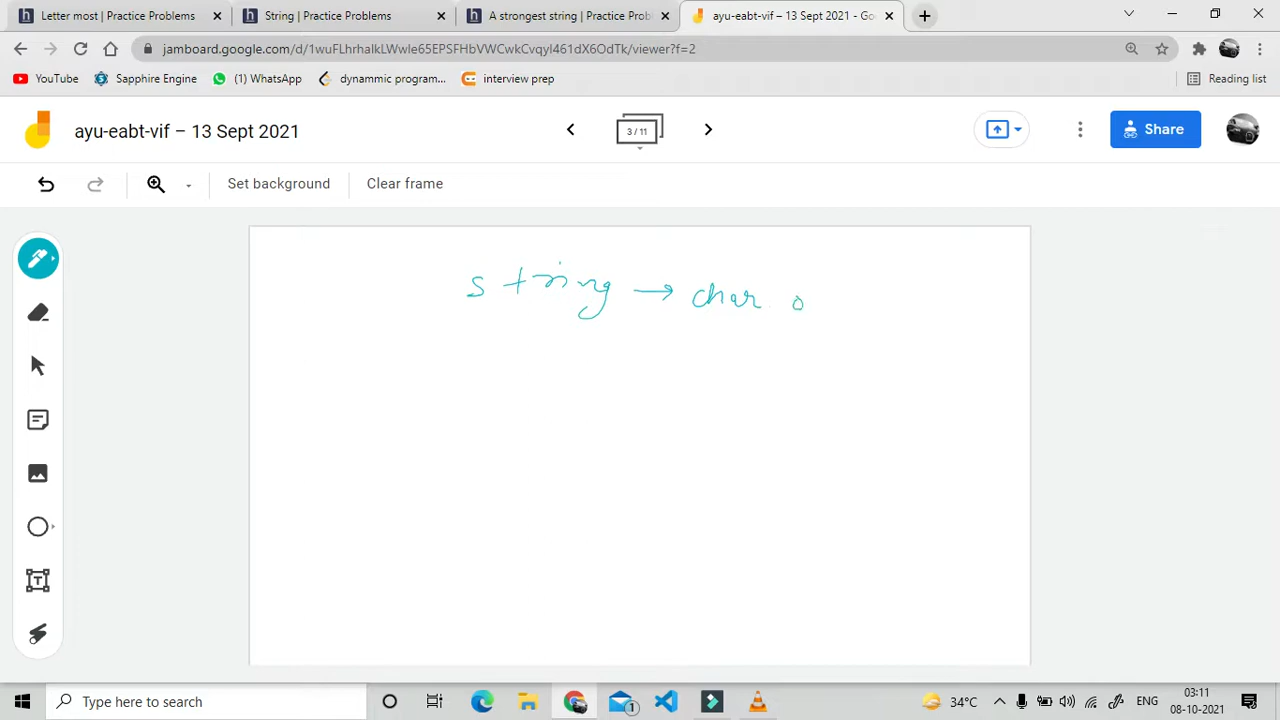 Letter most | Practice Problems
String | Practice Problems
A strongest string | Practice Prob
ayu-eabt-vif – 13 Sept 2021 - Go
jamboard.google.com/d/1wuFLhrhalkLWwle65EPSFHbVWCwkCvqyl461dX6OdTk/viewer?f=2
YouTube
Sapphire Engine
(1) WhatsApp
dynammic program...
interview prep
Reading list
ayu-eabt-vif – 13 Sept 2021
3 / 11
Share
Set background
Clear frame
string → char o
Type here to search
1
34°C
ENG
03:11
08-10-2021